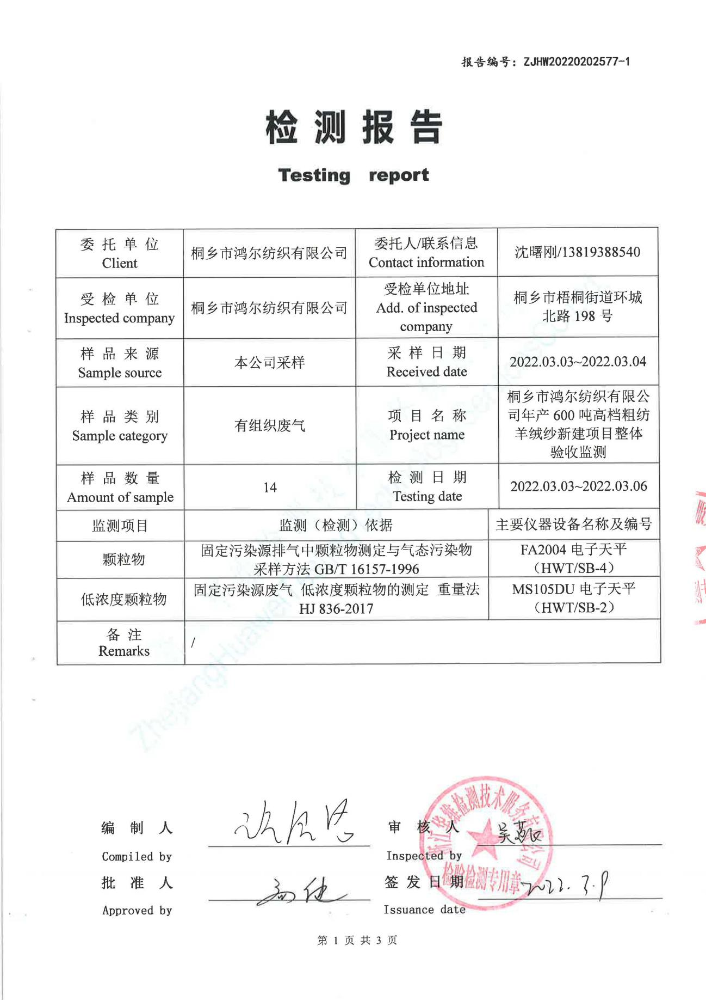 报告编号：ZJHW20220202577-1
检测报告
Testing report
委托单位
Client
桐乡市鸿尔纺织有限公司
委托人/联系信息
Contact information
沈曙刚/13819388540
受检单位
Inspected company
桐乡市鸿尔纺织有限公司
受检单位地址
Add. of inspected
company
桐乡市梧桐街道环城
北路 198 号
样品来源
Sample source
本公司采样
采样日期
Received date
2022.03.03~2022.03.04
样品类别
Sample category
有组织废气
项目名称
Project name
桐乡市鸿尔纺织有限公
司年产 600 吨高档粗纺
羊绒纱新建项目整体
验收监测
样品数量
Amount of sample
14
检测日期
Testing date
2022.03.03~2022.03.06
监测项目
监测（检测）依据
主要仪器设备名称及编号
颗粒物
固定污染源排气中颗粒物测定与气态污染物
采样方法 GB/T 16157-1996
FA2004 电子天平
（HWT/SB-4）
低浓度颗粒物
固定污染源废气 低浓度颗粒物的测定 重量法
HJ 836-2017
MS105DU 电子天平
（HWT/SB-2）
备注
Remarks
/
编制人
Compiled by
审核人
Inspected by
浙江华维检测技术服务有限公司
检验检测专用章
批准人
Approved by
签发日期
2022.3.9
Issuance date
第 1 页 共 3 页